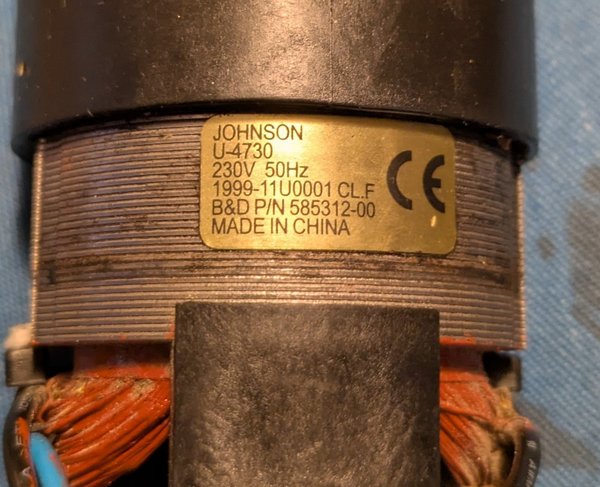 JOHNSON
U-4730
230V 50Hz
1999-11U0001 CL.F
B&D P/N 585312-00
MADE IN CHINA
CE